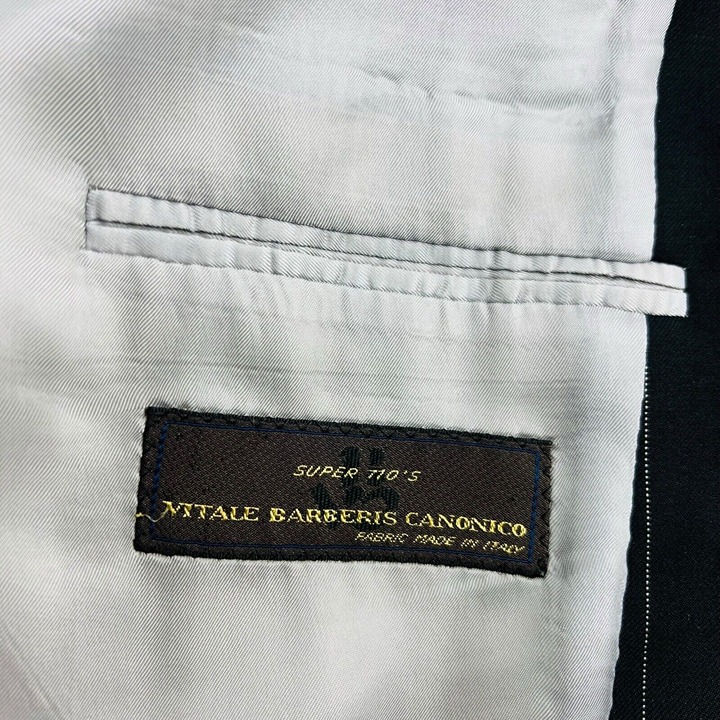 SUPER 110'S
VITALE BARBERIS CANONICO
FABRIC MADE IN ITALY